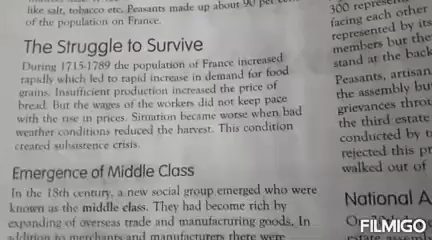 like salt, tobacco etc. Peasants made up about 90 per
of the population on France.
The Struggle to Survive
During 1715-1789 the population of France increased
rapidly which led to rapid increase in demand for food
grains. Insufficient production increased the price of
bread. But the wages of the workers did not keep pace
with the rise in prices. Situation became worse when bad
weather conditions reduced the harvest. This condition
created subsistence crisis.
Emergence of Middle Class
In the 18th century, a new social group emerged who were
known as the middle class. They had become rich by
expanding of overseas trade and manufacturing goods. In
addition to merchants and manufacturers there were
300
facing each other
represented by its
members but the
stand at the back
Peasants, artisan
the assembly bu
grievances throu
the third estate
conducted by
rejected this pr
walked out of
National A
FILMIGO